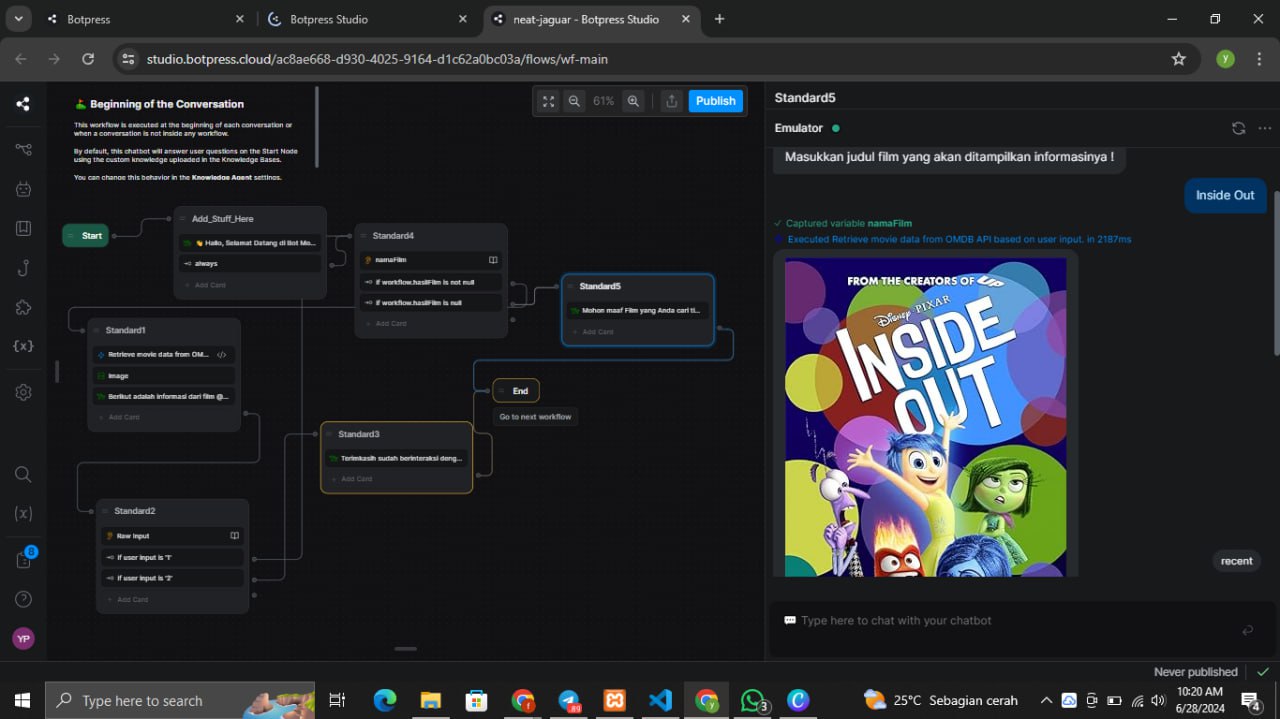 Botpress
Botpress Studio
neat-jaguar - Botpress Studio
studio.botpress.cloud/ac8ae668-d930-4025-9164-d1c62a0bc03a/flows/wf-main
Beginning of the Conversation
This workflow is executed at the beginning of each conversation or
when a conversation is not inside any workflow.
By default, this chatbot will answer user questions on the Start Node
using the custom knowledge uploaded in the Knowledge Bases.
You can change this behavior in the Knowledge Agent settings.
61%
Publish
Start
Add_Stuff_Here
👋 Hallo, Selamat Datang di Bot Mo...
always
Add Card
Standard4
namaFilm
if workflow.hasilFilm is not null
if workflow.hasilFilm is null
Add Card
Standard5
Mohon maaf Film yang Anda cari ti...
Add Card
Standard1
Retrieve movie data from OM...
Image
Berikut adalah informasi dari film @...
Add Card
End
Go to next workflow
Standard3
Terimkasih sudah berinteraksi deng...
Add Card
Standard2
Raw Input
if user input is '1'
if user input is '2'
Add Card
8
YP
Standard5
Emulator
Masukkan judul film yang akan ditampilkan informasinya !
Inside Out
Captured variable namaFilm
Executed Retrieve movie data from OMDB API based on user input. in 2187ms
FROM THE CREATORS OF UP
Disney PIXAR
INSIDE
OUT
recent
Type here to chat with your chatbot
Never published
Type here to search
3
25°C Sebagian cerah
10:20 AM
6/28/2024
4